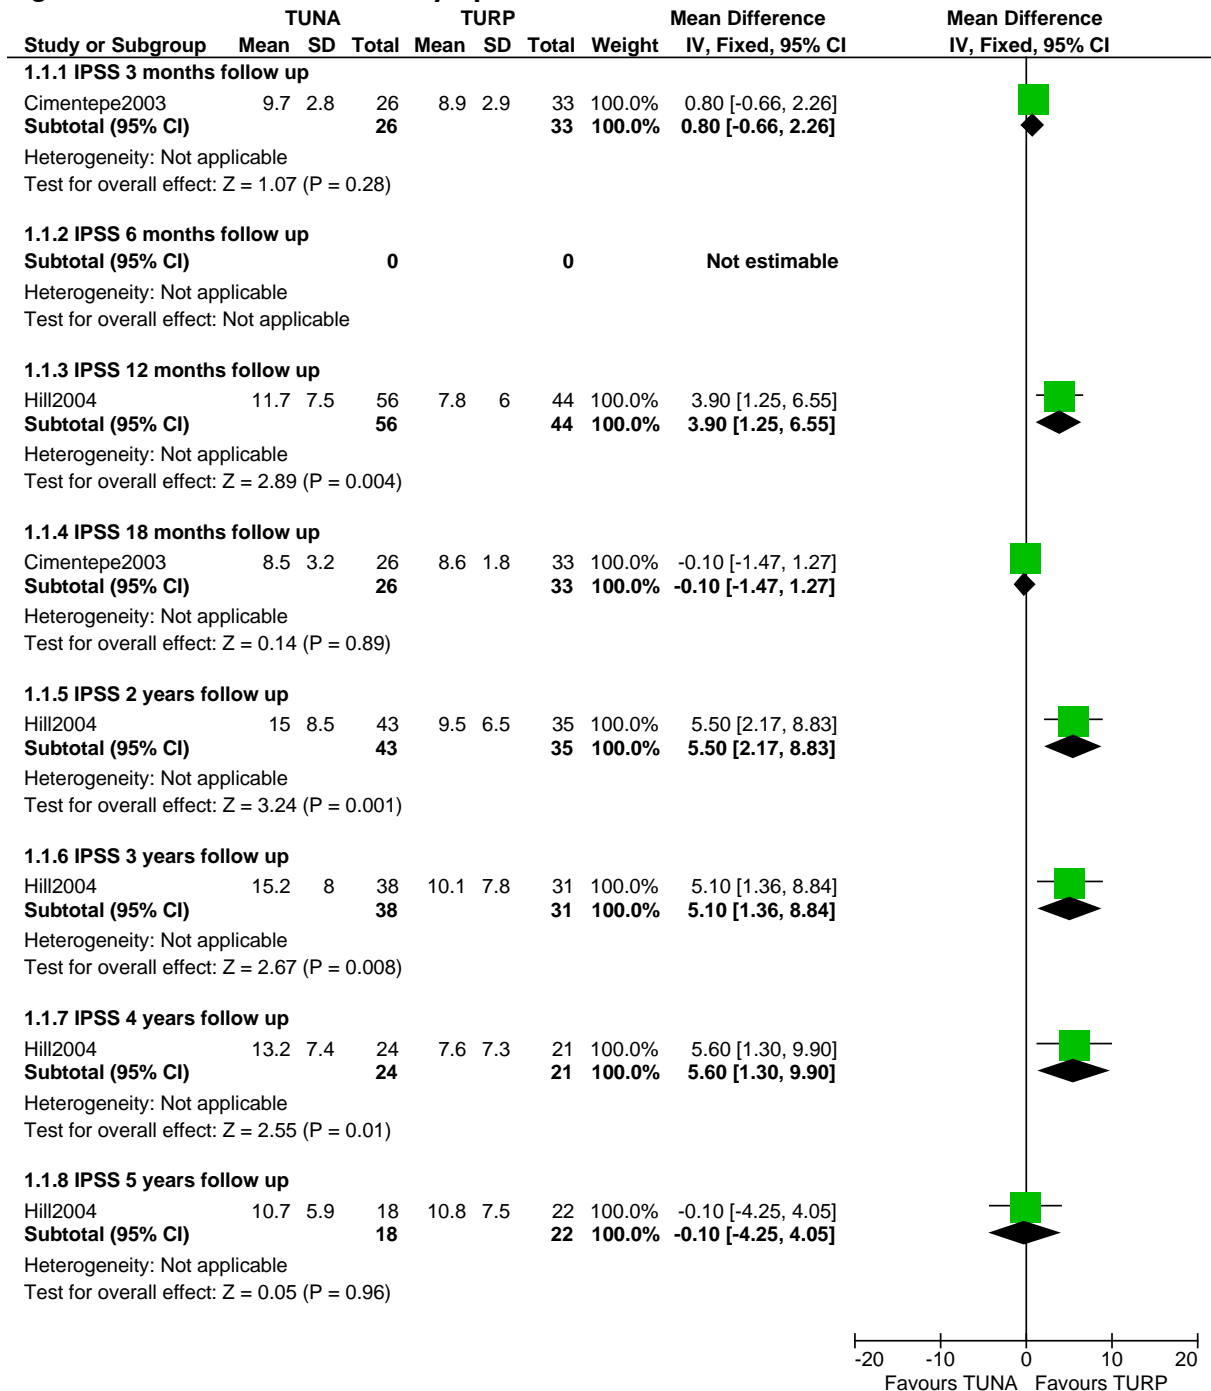 TUNA TURP Mean Difference Mean Difference
Study or Subgroup Mean SD Total Mean SD Total Weight IV, Fixed, 95% CI IV, Fixed, 95% CI
1.1.1 IPSS 3 months follow up
Cimentepe2003 9.7 2.8 26 8.9 2.9 33 100.0% 0.80 [-0.66, 2.26]
Subtotal (95% CI) 26 33 100.0% 0.80 [-0.66, 2.26]
Heterogeneity: Not applicable
Test for overall effect: Z = 1.07 (P = 0.28)
1.1.2 IPSS 6 months follow up
Subtotal (95% CI) 0 0 Not estimable
Heterogeneity: Not applicable
Test for overall effect: Not applicable
1.1.3 IPSS 12 months follow up
Hill2004 11.7 7.5 56 7.8 6 44 100.0% 3.90 [1.25, 6.55]
Subtotal (95% CI) 56 44 100.0% 3.90 [1.25, 6.55]
Heterogeneity: Not applicable
Test for overall effect: Z = 2.89 (P = 0.004)
1.1.4 IPSS 18 months follow up
Cimentepe2003 8.5 3.2 26 8.6 1.8 33 100.0% -0.10 [-1.47, 1.27]
Subtotal (95% CI) 26 33 100.0% -0.10 [-1.47, 1.27]
Heterogeneity: Not applicable
Test for overall effect: Z = 0.14 (P = 0.89)
1.1.5 IPSS 2 years follow up
Hill2004 15 8.5 43 9.5 6.5 35 100.0% 5.50 [2.17, 8.83]
Subtotal (95% CI) 43 35 100.0% 5.50 [2.17, 8.83]
Heterogeneity: Not applicable
Test for overall effect: Z = 3.24 (P = 0.001)
1.1.6 IPSS 3 years follow up
Hill2004 15.2 8 38 10.1 7.8 31 100.0% 5.10 [1.36, 8.84]
Subtotal (95% CI) 38 31 100.0% 5.10 [1.36, 8.84]
Heterogeneity: Not applicable
Test for overall effect: Z = 2.67 (P = 0.008)
1.1.7 IPSS 4 years follow up
Hill2004 13.2 7.4 24 7.6 7.3 21 100.0% 5.60 [1.30, 9.90]
Subtotal (95% CI) 24 21 100.0% 5.60 [1.30, 9.90]
Heterogeneity: Not applicable
Test for overall effect: Z = 2.55 (P = 0.01)
1.1.8 IPSS 5 years follow up
Hill2004 10.7 5.9 18 10.8 7.5 22 100.0% -0.10 [-4.25, 4.05]
Subtotal (95% CI) 18 22 100.0% -0.10 [-4.25, 4.05]
Heterogeneity: Not applicable
Test for overall effect: Z = 0.05 (P = 0.96)
-20 -10 0 10 20
Favours TUNA Favours TURP